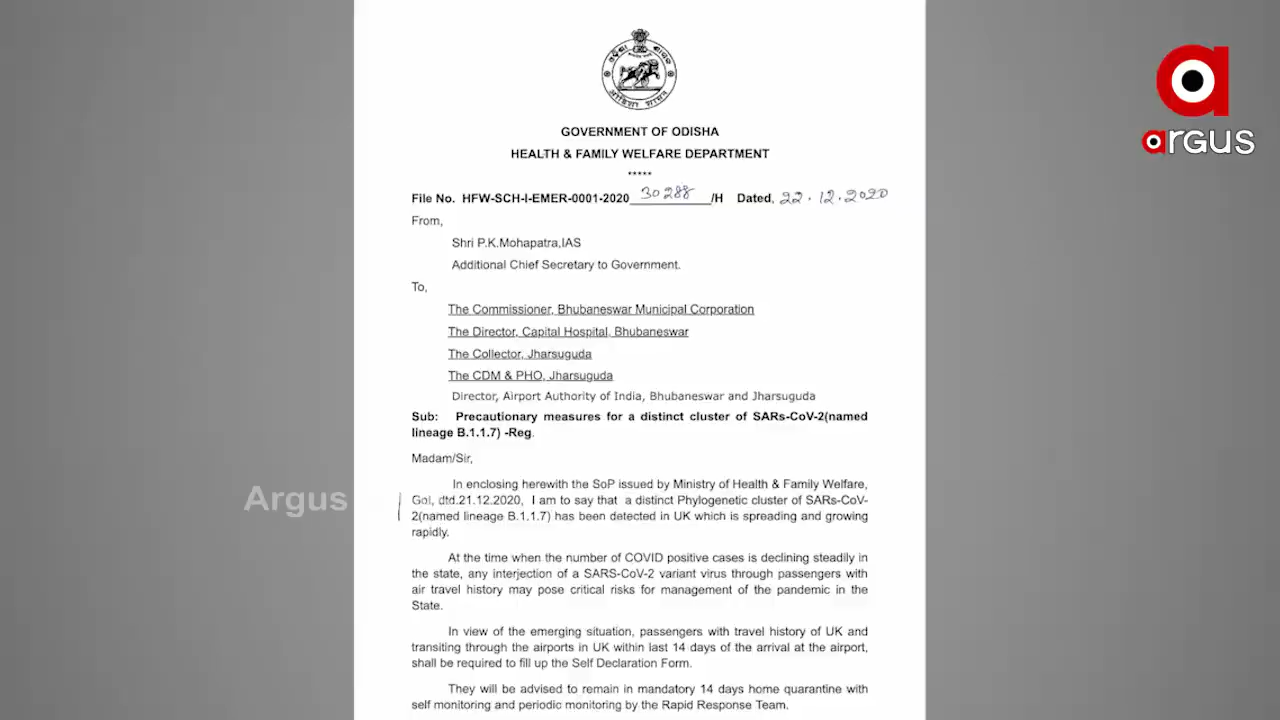 argus
GOVERNMENT OF ODISHA
HEALTH & FAMILY WELFARE DEPARTMENT
*****
File No. HFW-SCH-I-EMER-0001-2020 30288 /H Dated, 22.12.2020
From,
Shri P.K.Mohapatra,IAS
Additional Chief Secretary to Government.
To,
The Commissioner, Bhubaneswar Municipal Corporation
The Director, Capital Hospital, Bhubaneswar
The Collector, Jharsuguda
The CDM & PHO, Jharsuguda
Director, Airport Authority of India, Bhubaneswar and Jharsuguda
Sub: Precautionary measures for a distinct cluster of SARs-CoV-2(named
lineage B.1.1.7) -Reg.
Madam/Sir,
In enclosing herewith the SoP issued by Ministry of Health & Family Welfare,
GoI, dtd.21.12.2020, I am to say that a distinct Phylogenetic cluster of SARs-CoV-
2(named lineage B.1.1.7) has been detected in UK which is spreading and growing
rapidly.
Argus
At the time when the number of COVID positive cases is declining steadily in
the state, any interjection of a SARS-CoV-2 variant virus through passengers with
air travel history may pose critical risks for management of the pandemic in the
State.
In view of the emerging situation, passengers with travel history of UK and
transiting through the airports in UK within last 14 days of the arrival at the airport,
shall be required to fill up the Self Declaration Form.
They will be advised to remain in mandatory 14 days home quarantine with
self monitoring and periodic monitoring by the Rapid Response Team.